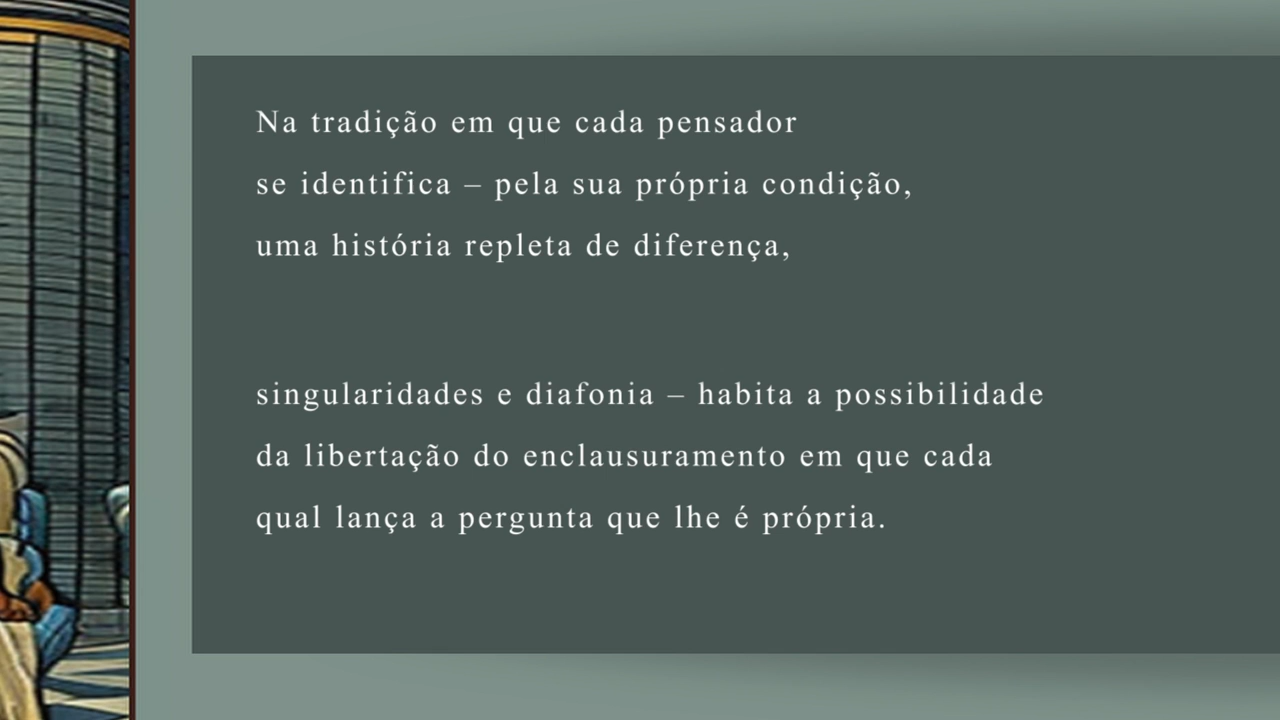 Na tradição em que cada pensador
se identifica – pela sua própria condição,
uma história repleta de diferença,
singularidades e diafonia – habita a possibilidade
da libertação do enclausuramento em que cada
qual lança a pergunta que lhe é própria.